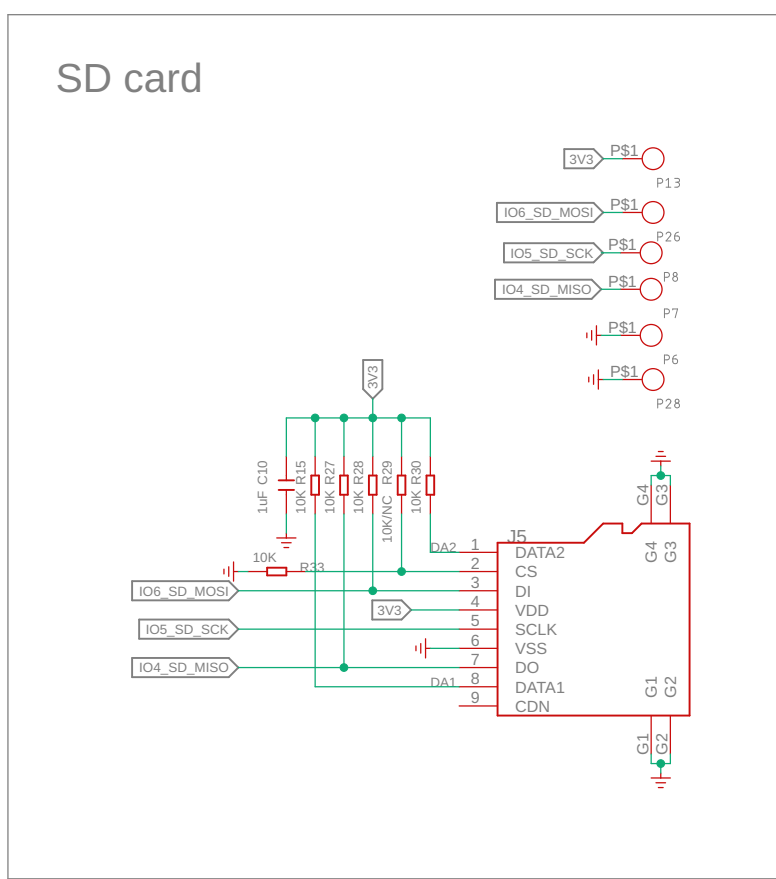 SD card
3V3 P$1
P13
IO6_SD_MOSI P$1
P26
IO5_SD_SCK P$1
P8
IO4_SD_MISO P$1
P7
P$1
P6
P$1
P28
3V3
1uF C10
10K R15
10K R27
10K R28
10K/NC R29
10K R30
G4 G3
J5
DA2 1 DATA2
10K R33 2 CS
IO6_SD_MOSI 3 DI
3V3 4 VDD
IO5_SD_SCK 5 SCLK
6 VSS
IO4_SD_MISO 7 DO
DA1 8 DATA1
9 CDN
G4 G3
G1 G2
G1 G2